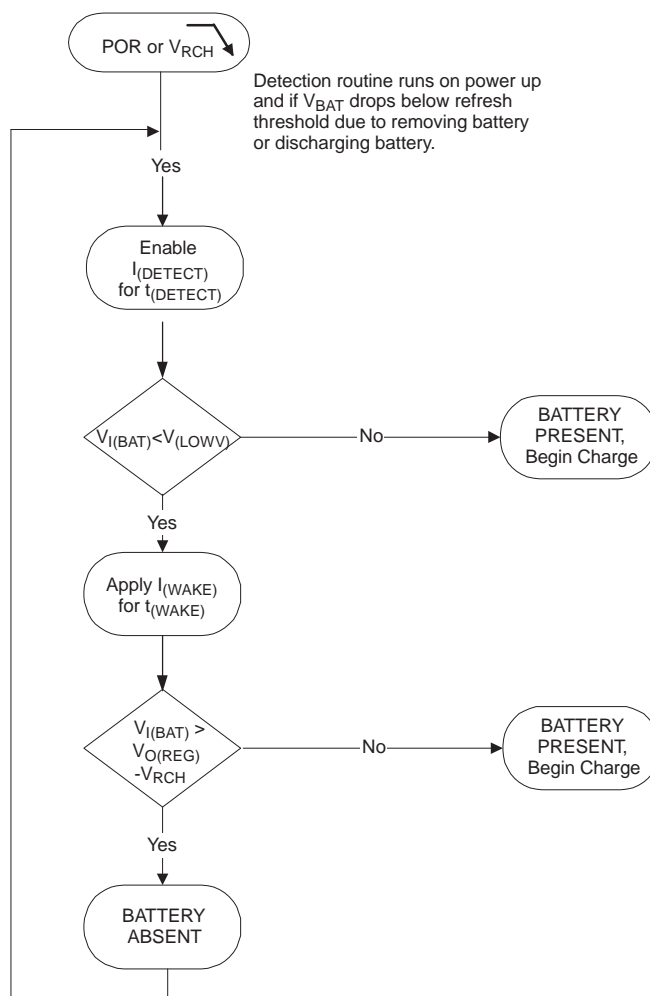 POR or VRCH
Detection routine runs on power up
and if VBAT drops below refresh
threshold due to removing battery
or discharging battery.
Yes
Enable
I(DETECT)
for t(DETECT)
VI(BAT)<V(LOWV)
No
BATTERY
PRESENT,
Begin Charge
Yes
Apply I(WAKE)
for t(WAKE)
VI(BAT) >
VO(REG)
-VRCH
No
BATTERY
PRESENT,
Begin Charge
Yes
BATTERY
ABSENT